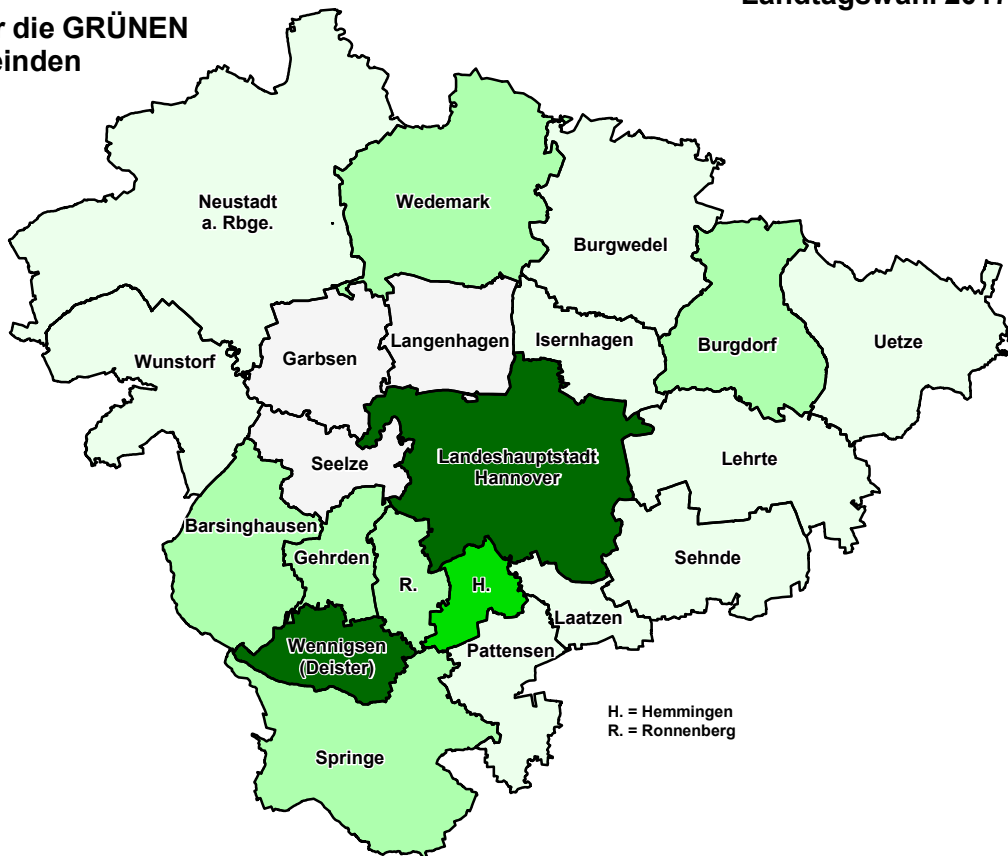 die GRÜNEN
Neustadt
a. Rbge.
Wedemark
Burgwedel
Wunstorf
Garbsen
Langenhagen
Isernhagen
Burgdorf
Uetze
Seelze
Landeshauptstadt
Hannover
Lehrte
Barsinghausen
Gehrden
R.
H.
Sehnde
Laatzen
Wennigsen
(Deister)
Pattensen
H. = Hemmingen
R. = Ronnenberg
Springe